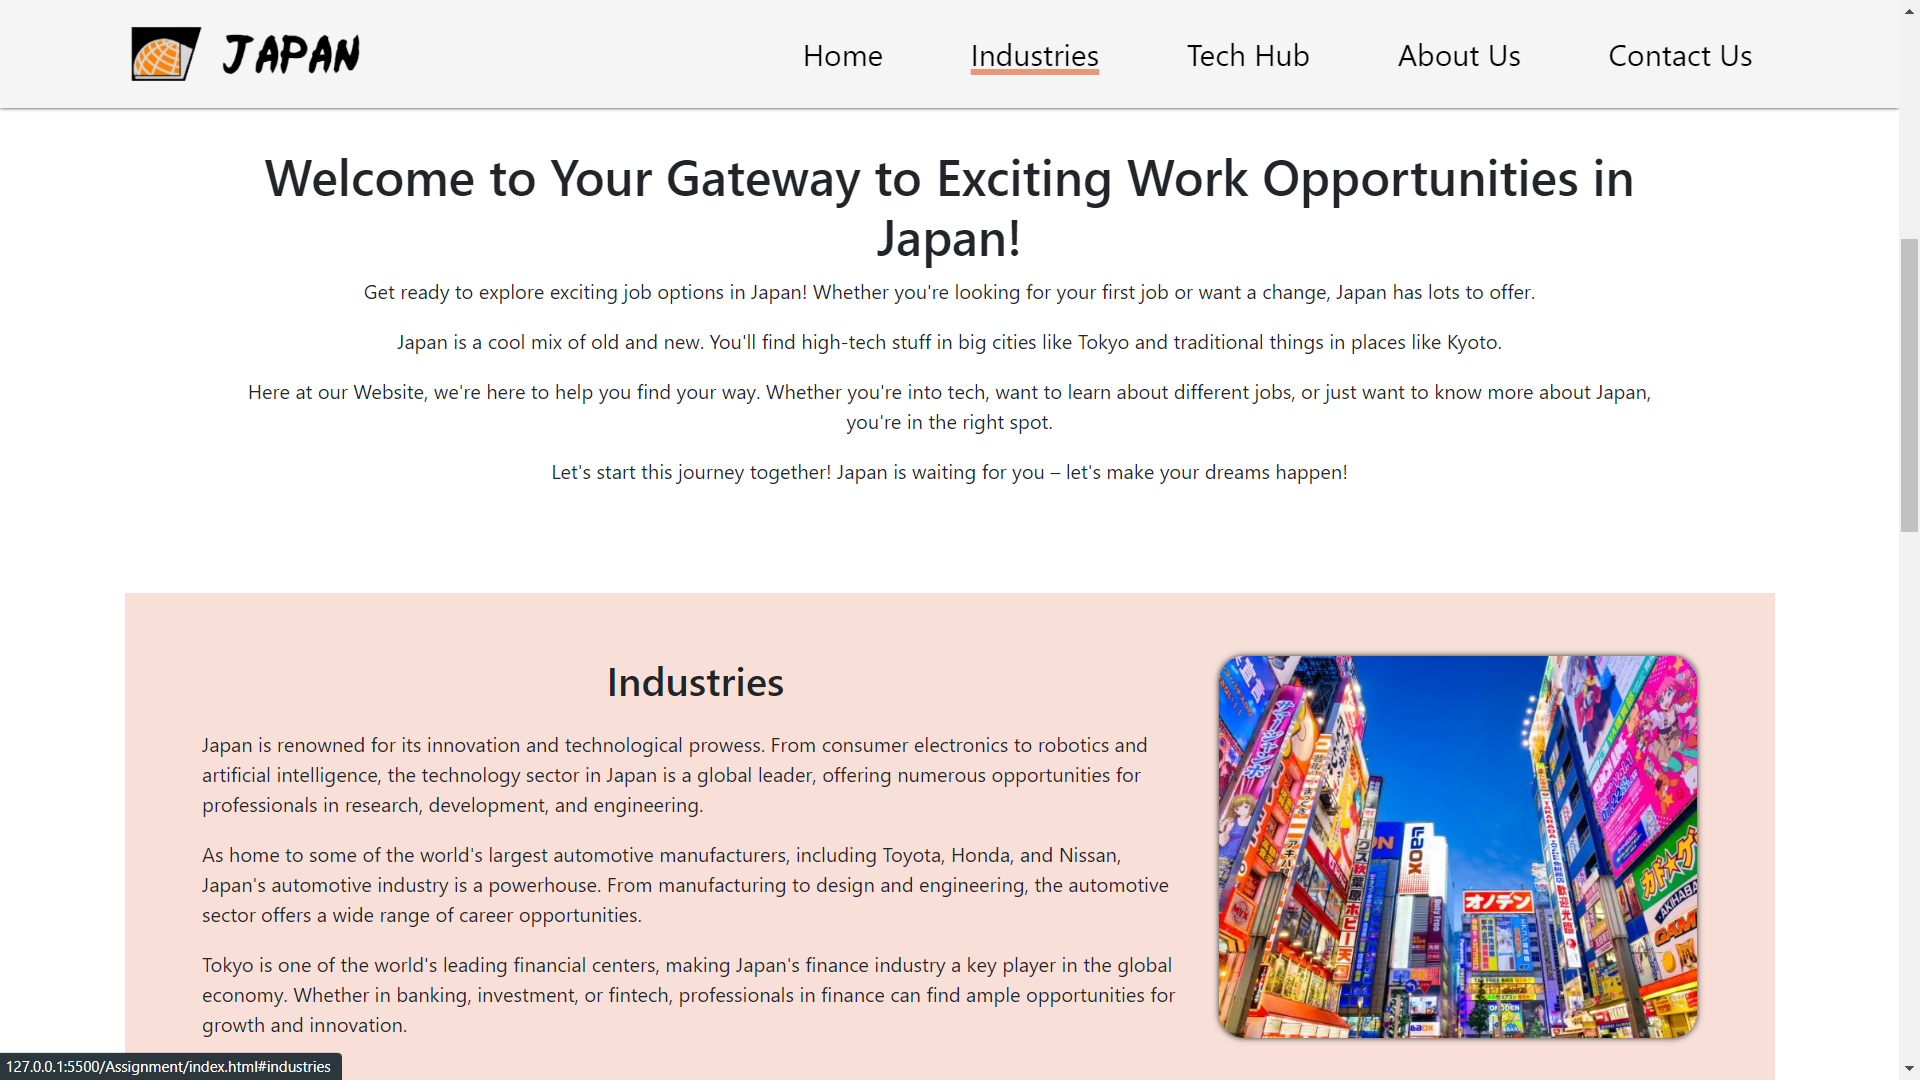 JAPAN
Home
Industries
Tech Hub
About Us
Contact Us
Welcome to Your Gateway to Exciting Work Opportunities in
Japan!
Get ready to explore exciting job options in Japan! Whether you're looking for your first job or want a change, Japan has lots to offer.
Japan is a cool mix of old and new. You'll find high-tech stuff in big cities like Tokyo and traditional things in places like Kyoto.
Here at our Website, we're here to help you find your way. Whether you're into tech, want to learn about different jobs, or just want to know more about Japan,
you're in the right spot.
Let's start this journey together! Japan is waiting for you – let's make your dreams happen!
Industries
Japan is renowned for its innovation and technological prowess. From consumer electronics to robotics and
artificial intelligence, the technology sector in Japan is a global leader, offering numerous opportunities for
professionals in research, development, and engineering.
As home to some of the world's largest automotive manufacturers, including Toyota, Honda, and Nissan,
Japan's automotive industry is a powerhouse. From manufacturing to design and engineering, the automotive
sector offers a wide range of career opportunities.
Tokyo is one of the world's leading financial centers, making Japan's finance industry a key player in the global
economy. Whether in banking, investment, or fintech, professionals in finance can find ample opportunities for
growth and innovation.
Laox
オノデン
歓迎光臨
127.0.0.1:5500/Assignment/index.html#industries